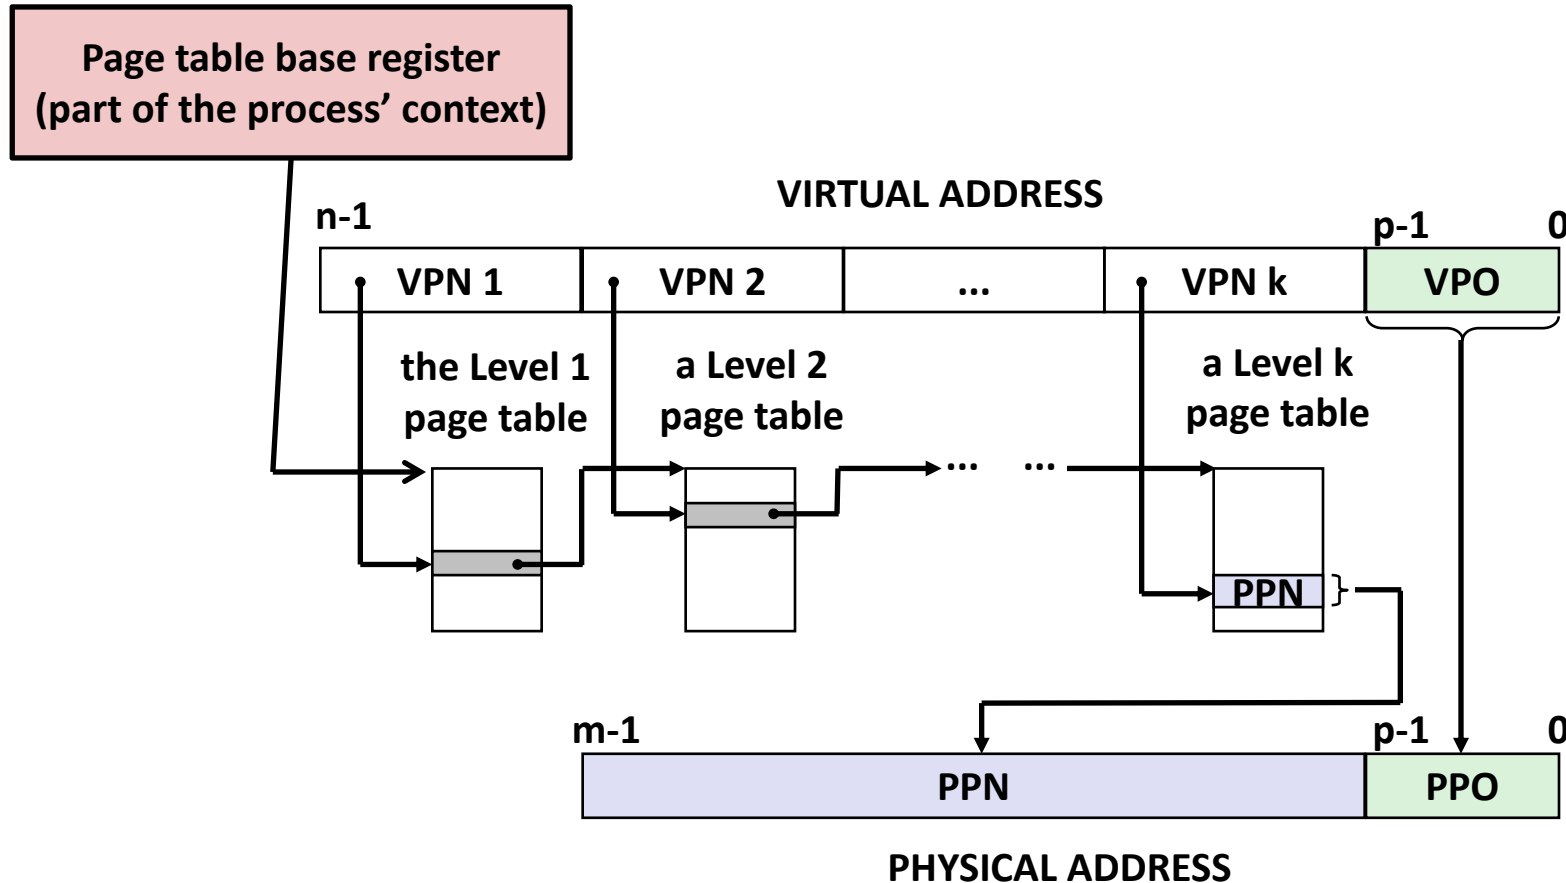 Page table base register
(part of the process’ context)
VIRTUAL ADDRESS
n-1
p-1
0
VPN 1
VPN 2
...
VPN k
VPO
the Level 1
page table
a Level 2
page table
a Level k
page table
...
...
PPN
m-1
p-1
0
PPN
PPO
PHYSICAL ADDRESS